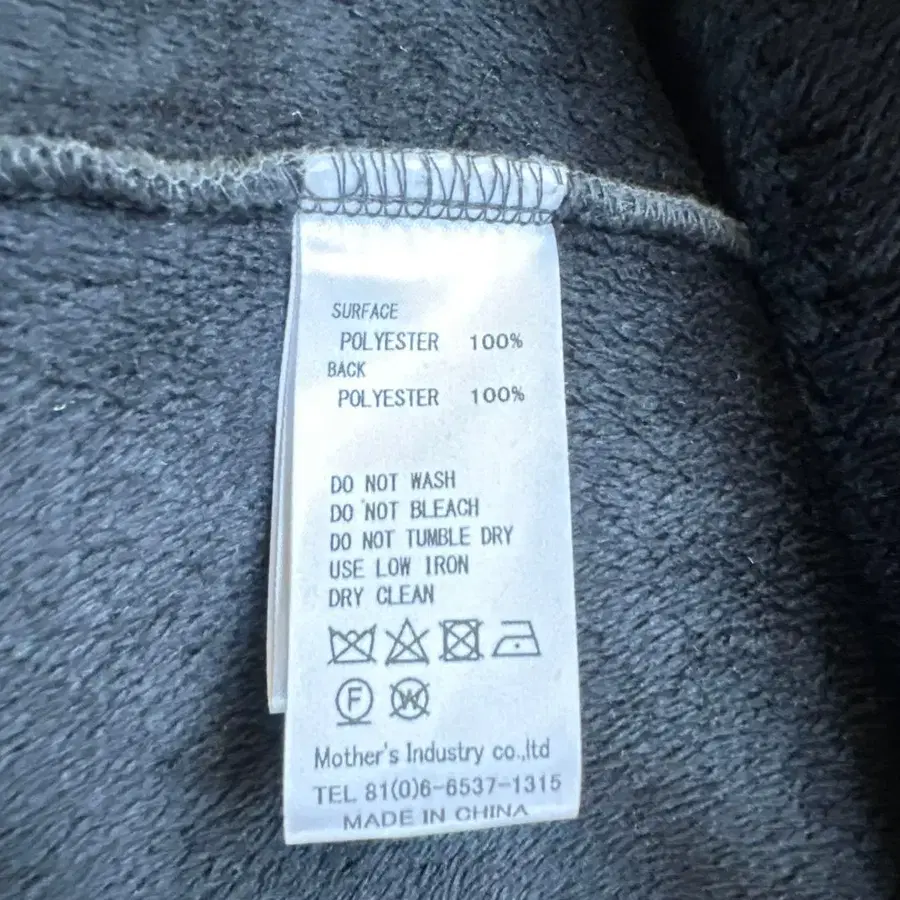 SURFACE
POLYESTER 100%
BACK
POLYESTER 100%
DO NOT WASH
DO NOT BLEACH
DO NOT TUMBLE DRY
USE LOW IRON
DRY CLEAN
F W
Mother's Industry co.,ltd
TEL 81(0)6-6537-1315
MADE IN CHINA